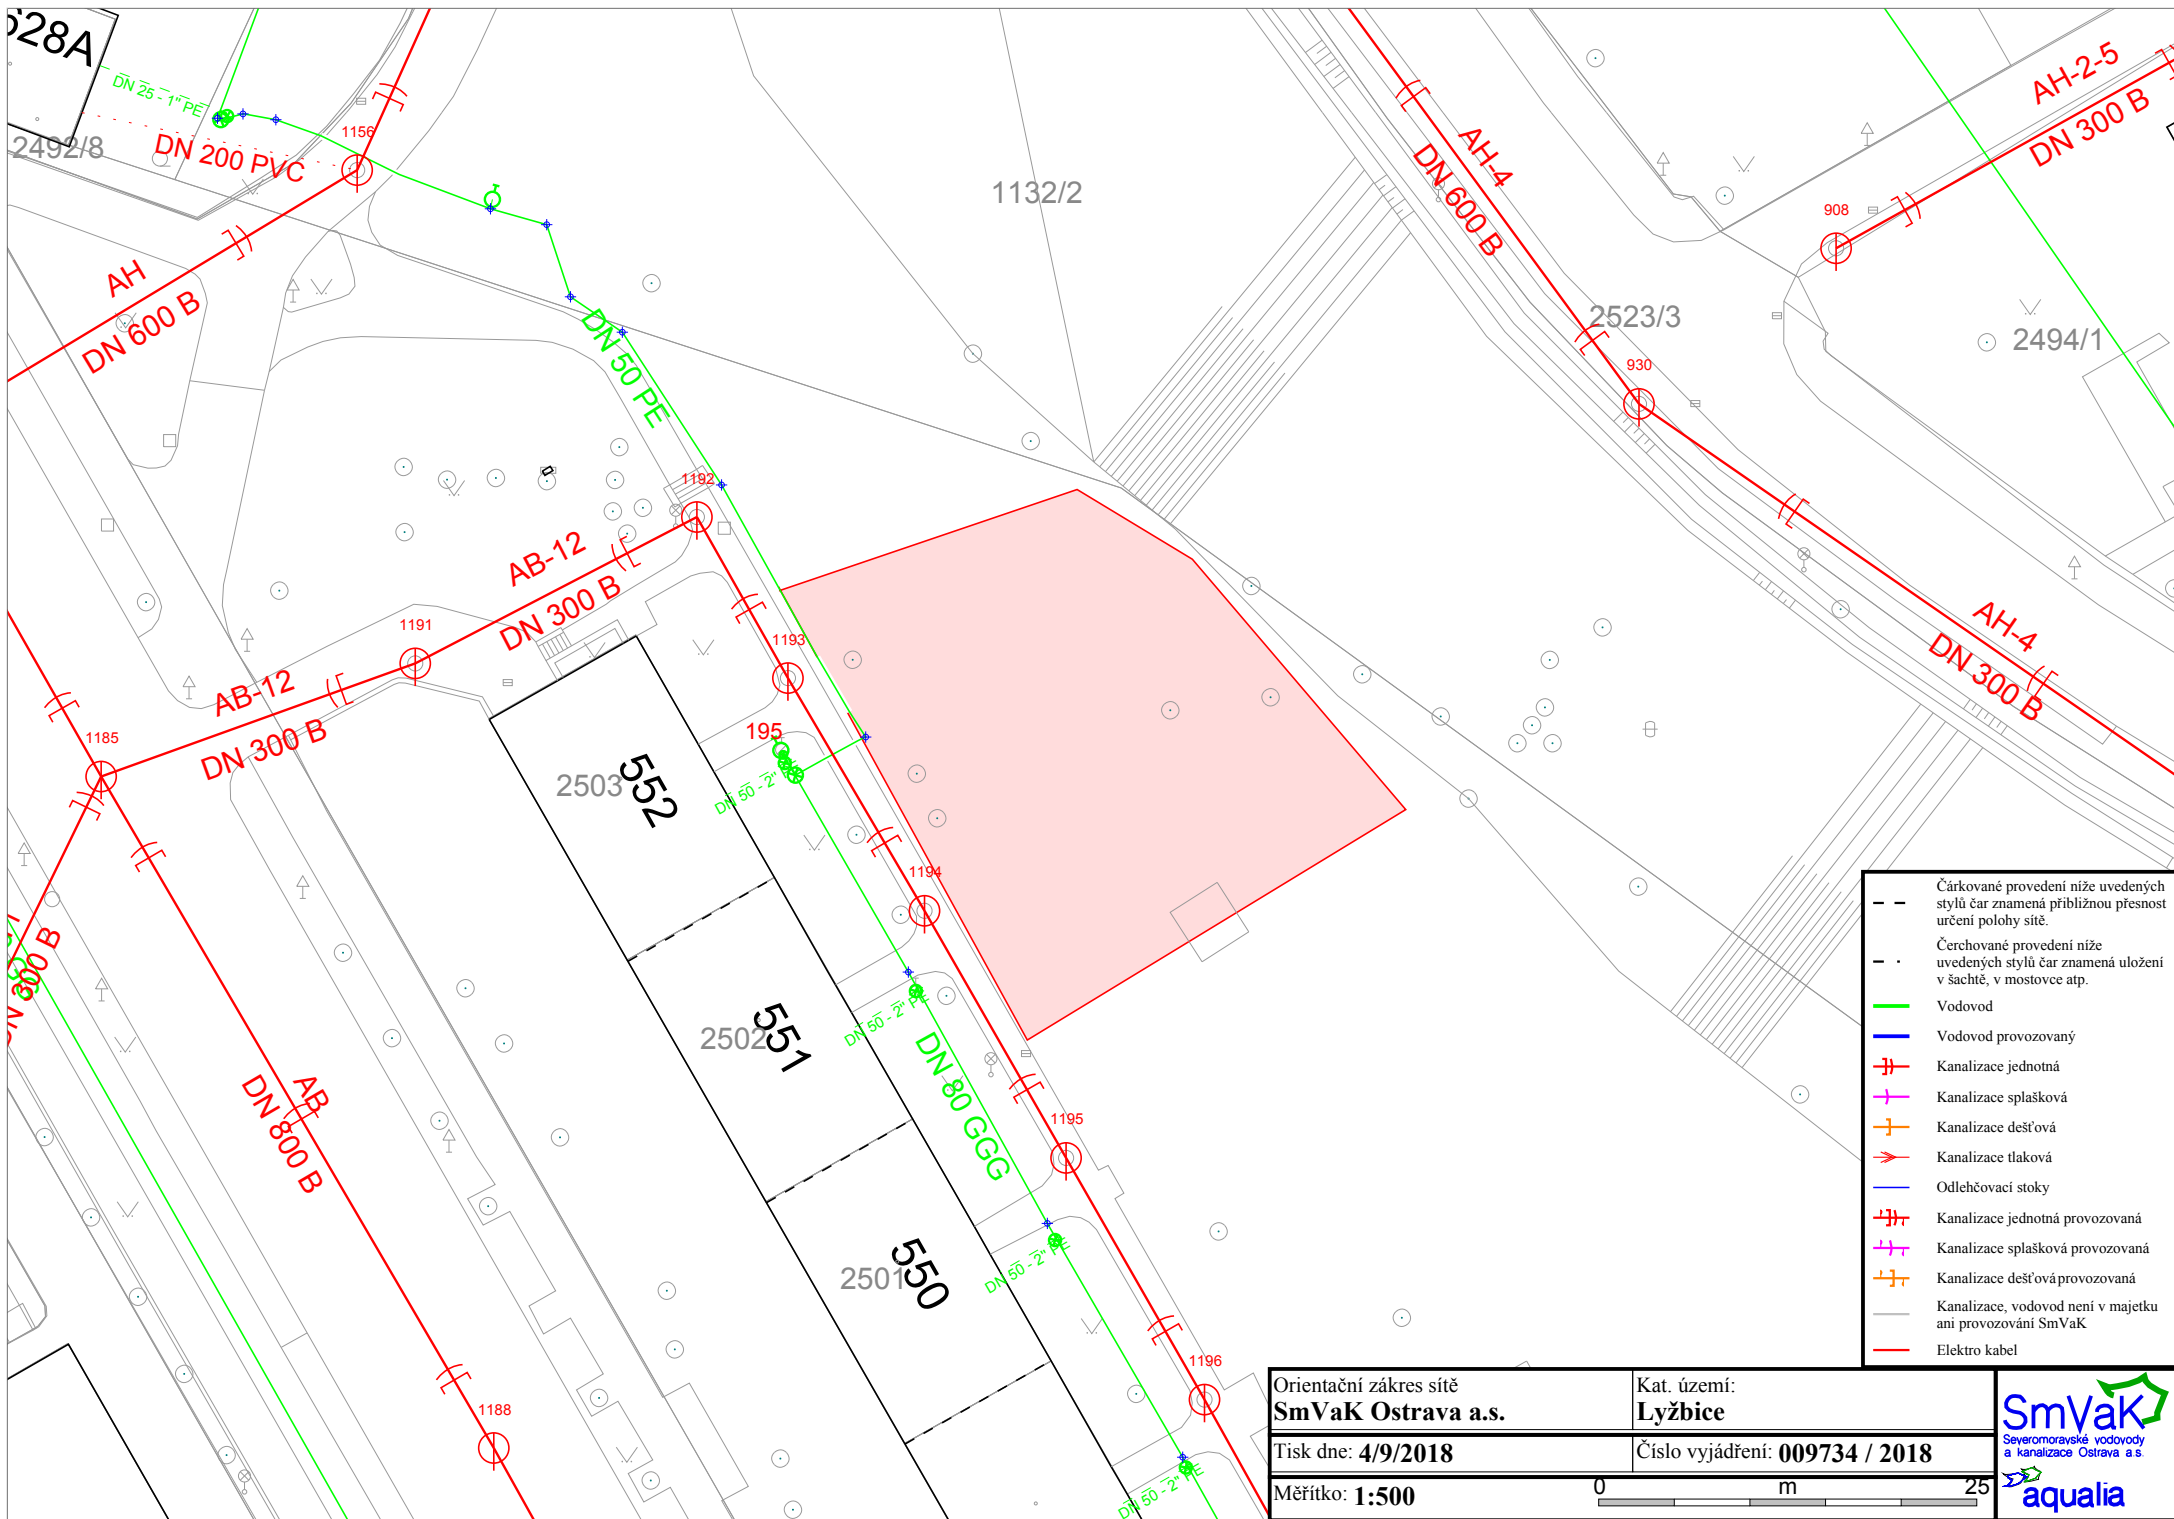 628A
DN 25 - 1" PE
2492/8
DN 200 PVC
1156
AH
DN 600 B
1132/2
AH-4
DN 600 B
AH-2-5
DN 300 B
908
2523/3
2494/1
930
DN 50 PE
1192
AB-12
DN 300 B
1191
AB-12
DN 300 B
1193
1185
195
DN 50 - 2" PE
2503
552
AH-4
DN 300 B
1194
DN 300 B
2502
551
DN 50 - 2" PE
DN 80 GGG
AB
DN 800 B
1195
2501
550
DN 50 - 2" PE
1196
1188
DN 50 - 2" PE
Čárkované provedení níže uvedených
stylů čar znamená přibližnou přesnost
určení polohy sítě.
Čerchované provedení níže
uvedených stylů čar znamená uložení
v šachtě, v mostovce atp.
Vodovod
Vodovod provozovaný
Kanalizace jednotná
Kanalizace splašková
Kanalizace dešťová
Kanalizace tlaková
Odlehčovací stoky
Kanalizace jednotná provozovaná
Kanalizace splašková provozovaná
Kanalizace dešťová provozovaná
Kanalizace, vodovod není v majetku
ani provozování SmVaK
Elektro kabel
Orientační zákres sítě
SmVaK Ostrava a.s.
Kat. území:
Lyžbice
Tisk dne: 4/9/2018
Číslo vyjádření: 009734 / 2018
Měřítko: 1:500
0 m 25
SmVaK
Severomoravské vodovody
a kanalizace Ostrava a.s.
aqualia